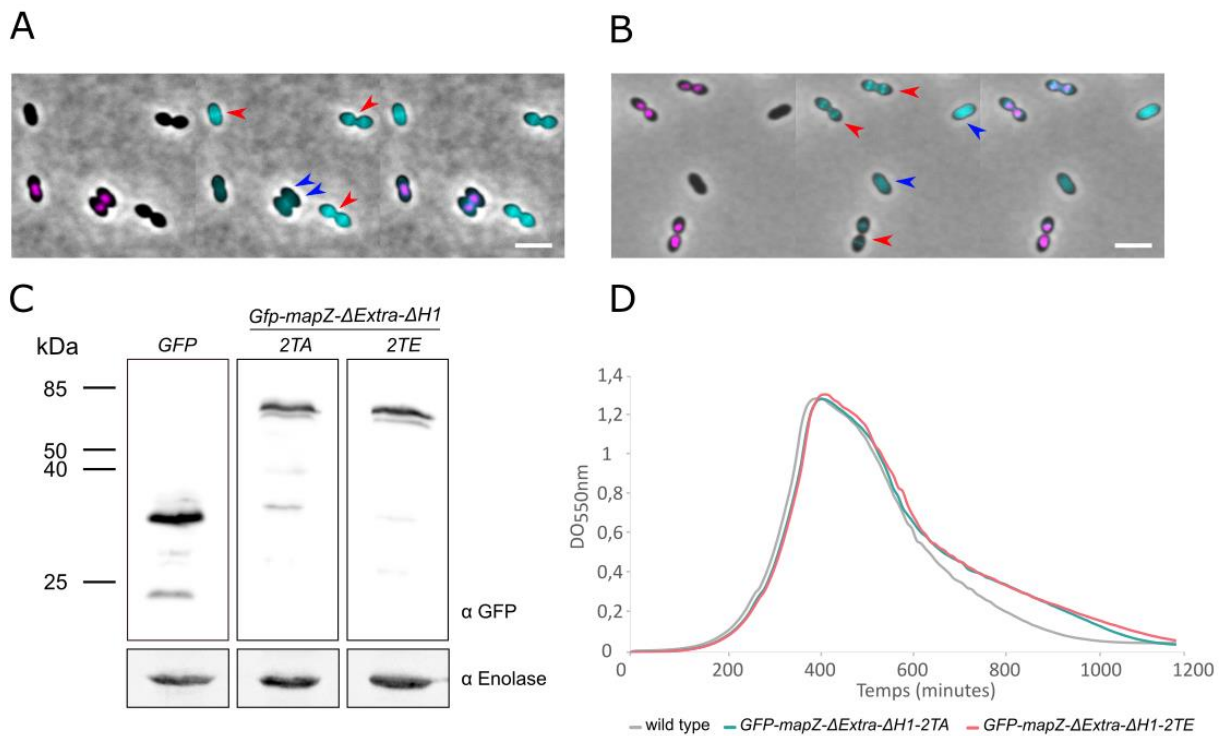 A
B
C
Gfp-mapZ-ΔExtra-ΔH1
kDa
GFP
2TA
2TE
85
50
40
25
α GFP
α Enolase
D
1,4
1,2
1
0,8
0,6
0,4
0,2
0
DO550nm
0
200
400
600
800
1000
1200
Temps (minutes)
wild type
GFP-mapZ-ΔExtra-ΔH1-2TA
GFP-mapZ-ΔExtra-ΔH1-2TE